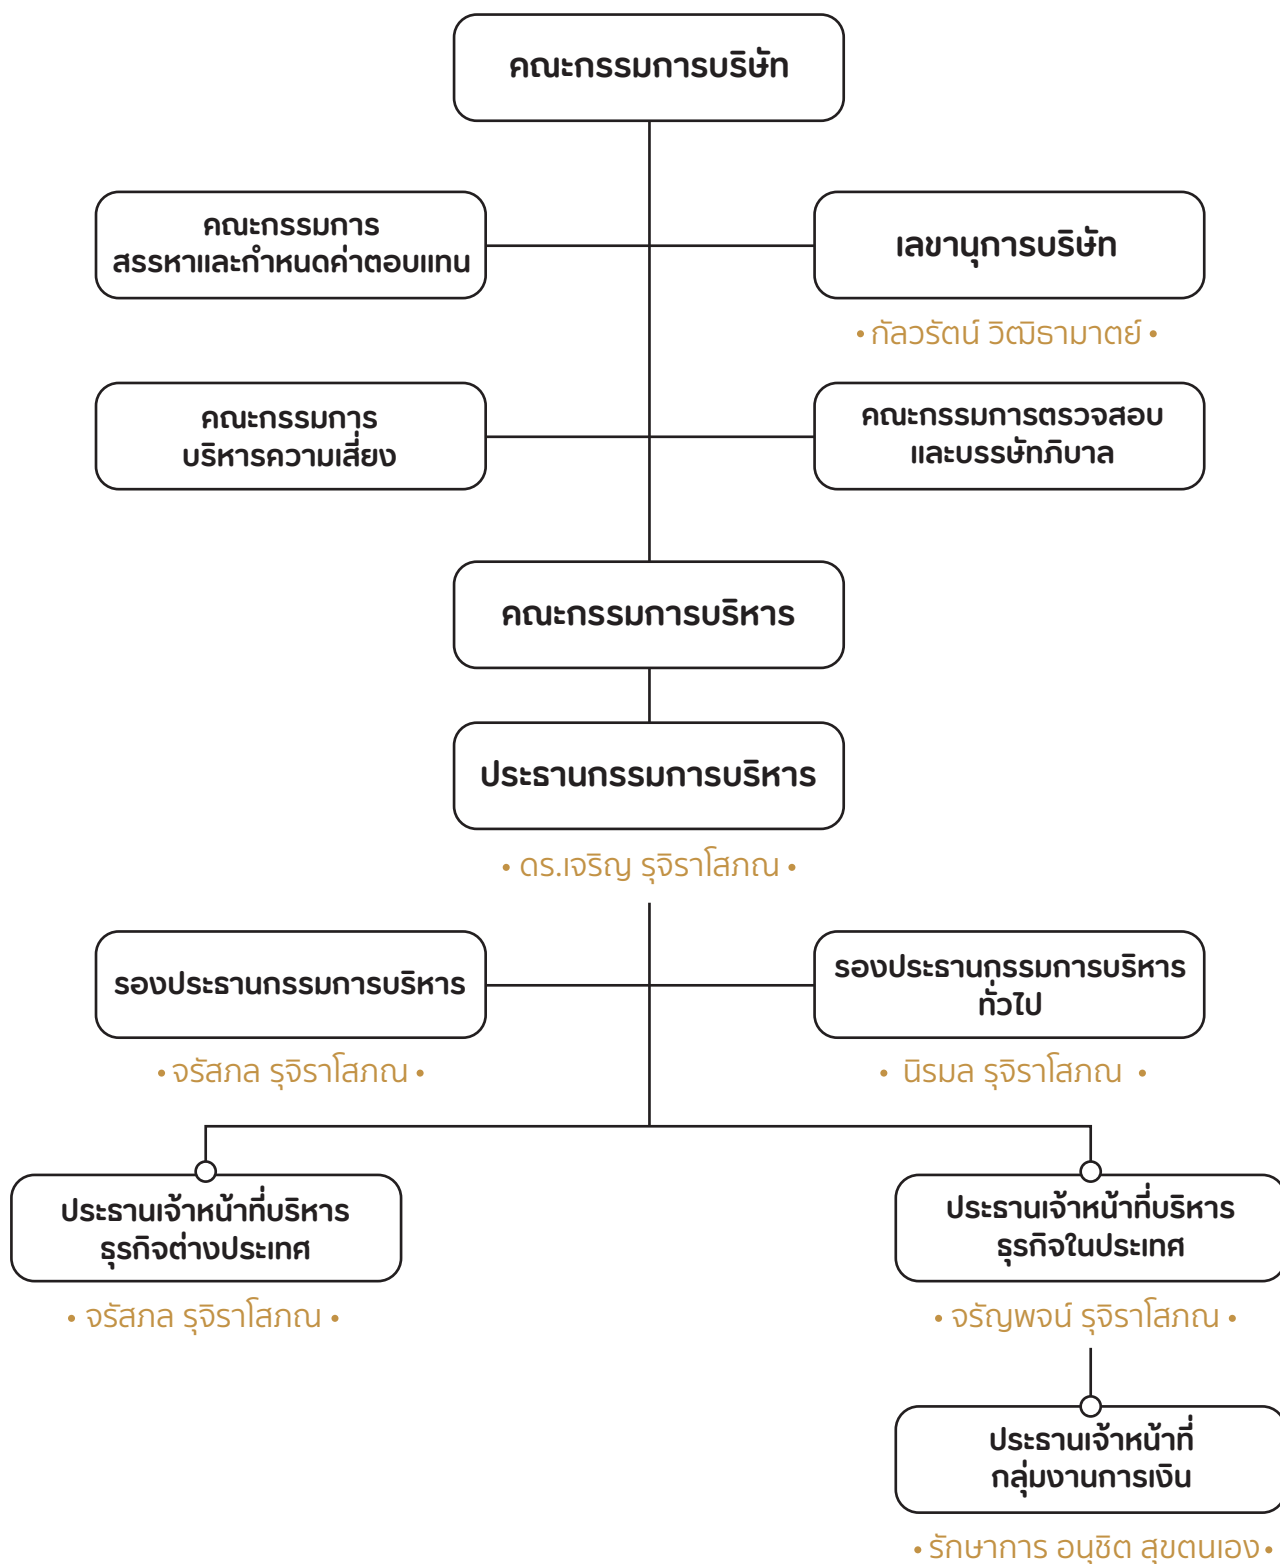 คณะกรรมการบริษัท
คณะกรรมการ
สรรหาและกำหนดค่าตอบแทน
เลขานุการบริษัท
• กัลวรัตน์ วิฒิธามาตย์ •
คณะกรรมการ
บริหารความเสี่ยง
คณะกรรมการตรวจสอบ
และบรรษัทภิบาล
คณะกรรมการบริหาร
ประธานกรรมการบริหาร
• ดร.เจริญ รุจิราโสภณ •
รองประธานกรรมการบริหาร
• จรัสภล รุจิราโสภณ •
รองประธานกรรมการบริหาร
ทั่วไป
• นิรมล รุจิราโสภณ •
ประธานเจ้าหน้าที่บริหาร
ธุรกิจต่างประเทศ
• จรัสภล รุจิราโสภณ •
ประธานเจ้าหน้าที่บริหาร
ธุรกิจในประเทศ
• จรัญพจน์ รุจิราโสภณ •
ประธานเจ้าหน้าที่
กลุ่มงานการเงิน
• รักษาการ อนุชิต สุขตนเอง •